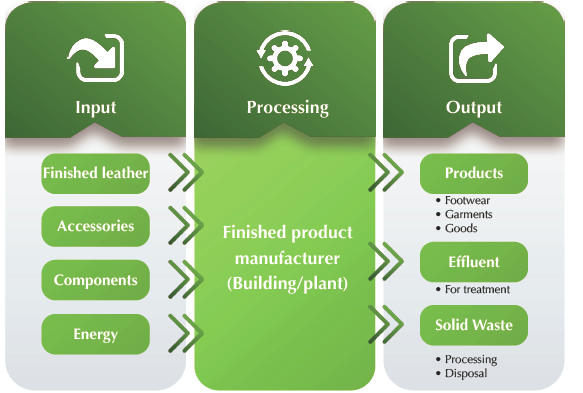 Input
Finished leather
Accessories
Components
Energy
Processing
Finished product
manufacturer
(Building/plant)
Output
Products
• Footwear
• Garments
• Goods
Effluent
• For treatment
Solid Waste
• Processing
• Disposal